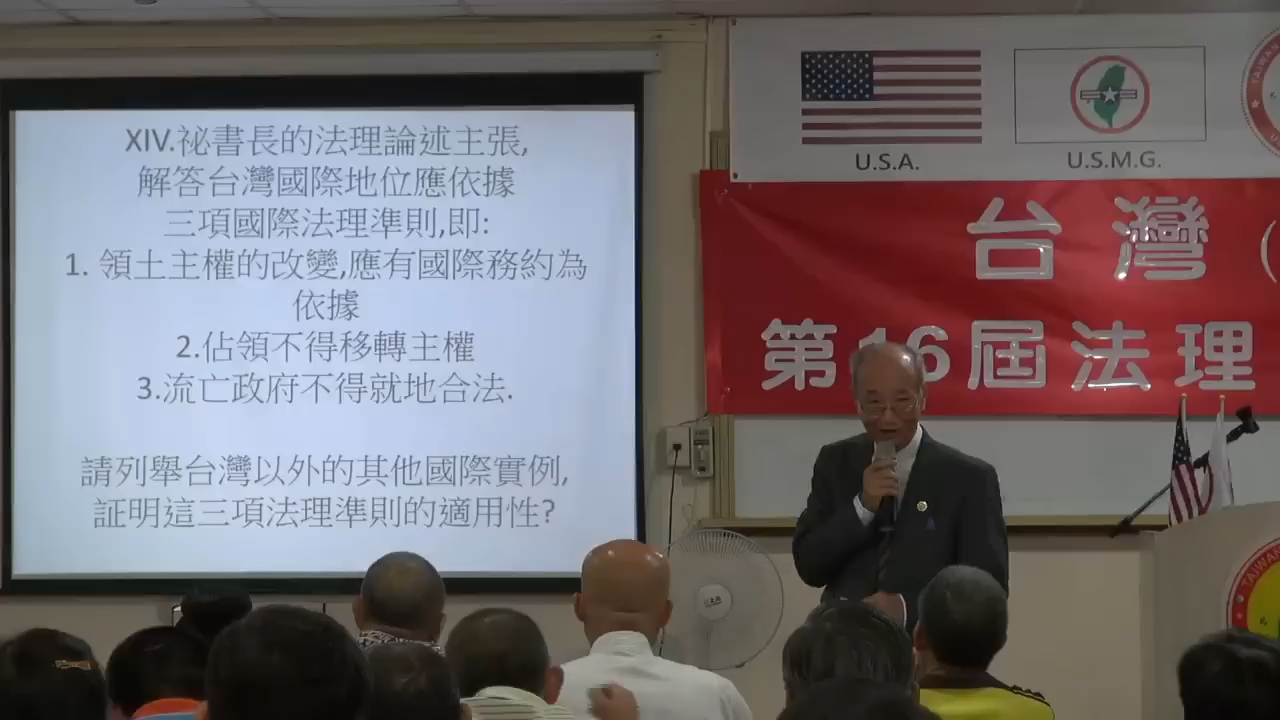 XIV.祕書長的法理論述主張,
解答台灣國際地位應依據
三項國際法理準則,即:
1. 領土主權的改變,應有國際務約為
依據
2.佔領不得移轉主權
3.流亡政府不得就地合法.
請列舉台灣以外的其他國際實例,
証明這三項法理準則的適用性?
U.S.A.
U.S.M.G.
台灣
第16屆法理
TAIWAN
TAIWAN